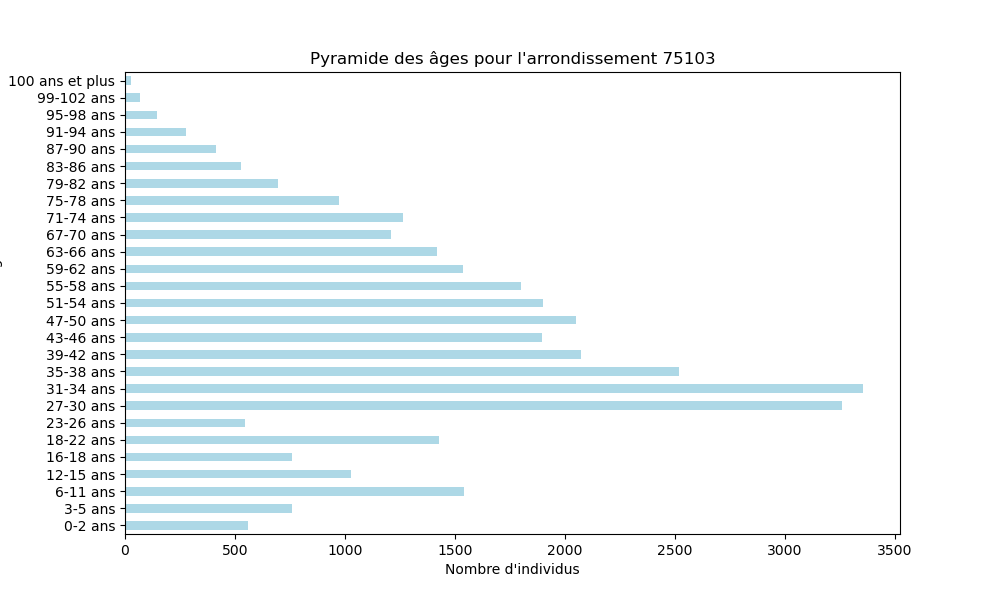 Pyramide des âges pour l'arrondissement 75103
100 ans et plus
99-102 ans
95-98 ans
91-94 ans
87-90 ans
83-86 ans
79-82 ans
75-78 ans
71-74 ans
67-70 ans
63-66 ans
59-62 ans
55-58 ans
51-54 ans
47-50 ans
43-46 ans
39-42 ans
35-38 ans
31-34 ans
27-30 ans
23-26 ans
18-22 ans
16-18 ans
12-15 ans
6-11 ans
3-5 ans
0-2 ans
0 500 1000 1500 2000 2500 3000 3500
Nombre d'individus